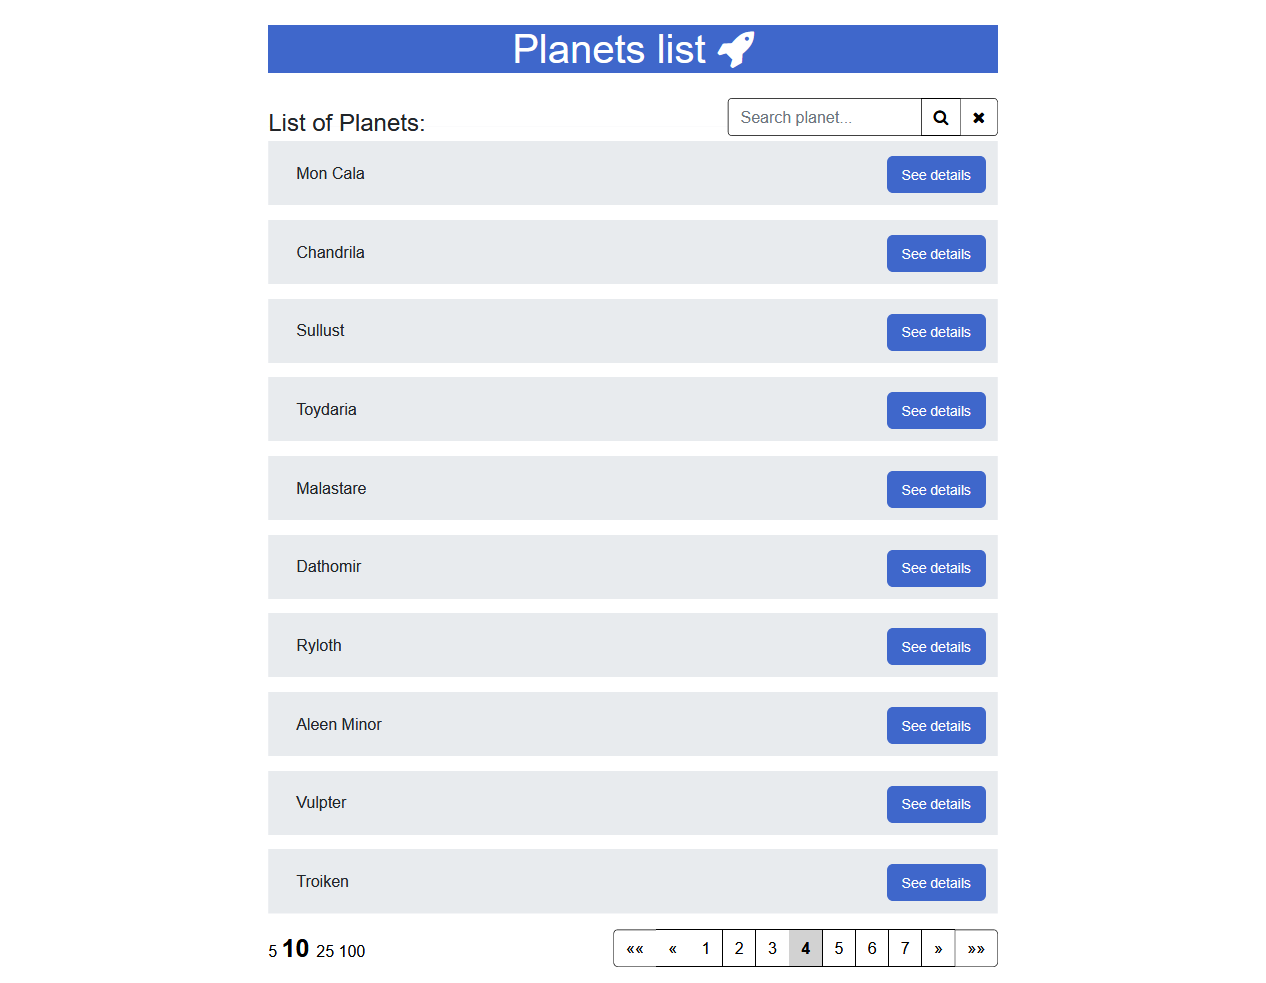 Planets list
List of Planets:
Search planet...
Mon Cala See details
Chandrila See details
Sullust See details
Toydaria See details
Malastare See details
Dathomir See details
Ryloth See details
Aleen Minor See details
Vulpter See details
Troiken See details
5 10 25 100 «« « 1 2 3 4 5 6 7 » »»